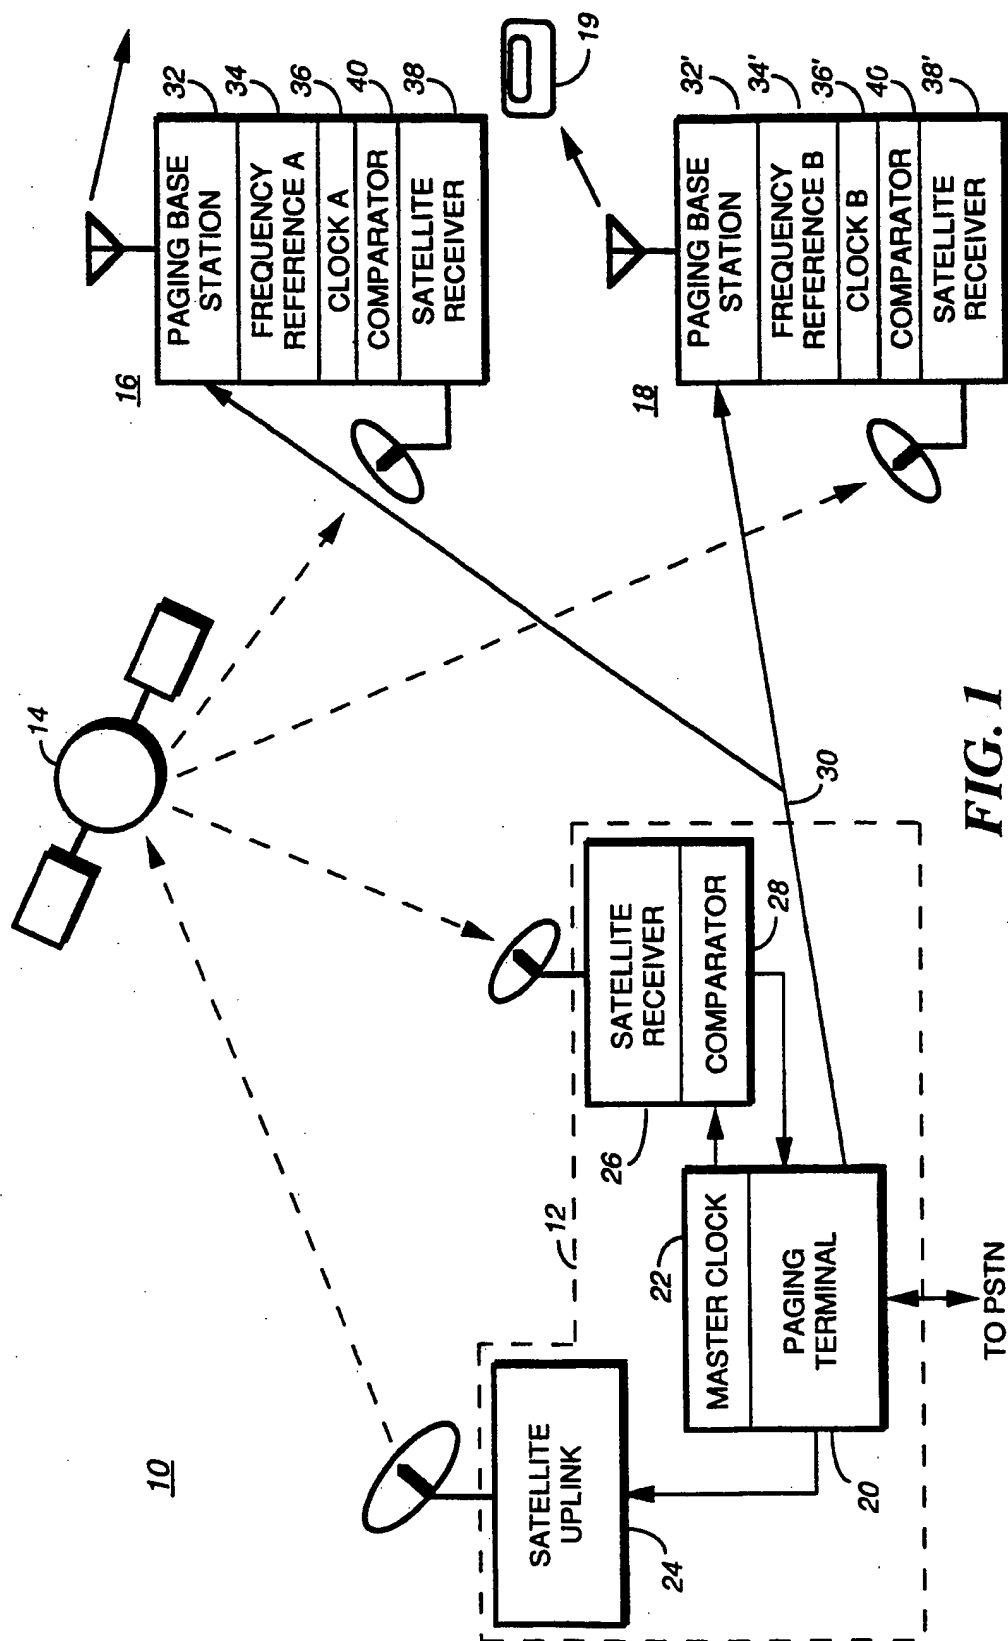 10
14
SATELLITE
UPLINK
24
12
MASTER CLOCK
22
PAGING
TERMINAL
20
TO PSTN
SATELLITE
RECEIVER
26
COMPARATOR
28
30
16
PAGING BASE
STATION
32
FREQUENCY
REFERENCE A
34
CLOCK A
36
COMPARATOR
40
SATELLITE
RECEIVER
38
19
18
PAGING BASE
STATION
32'
FREQUENCY
REFERENCE B
34'
CLOCK B
36'
COMPARATOR
40
SATELLITE
RECEIVER
38'
FIG. 1